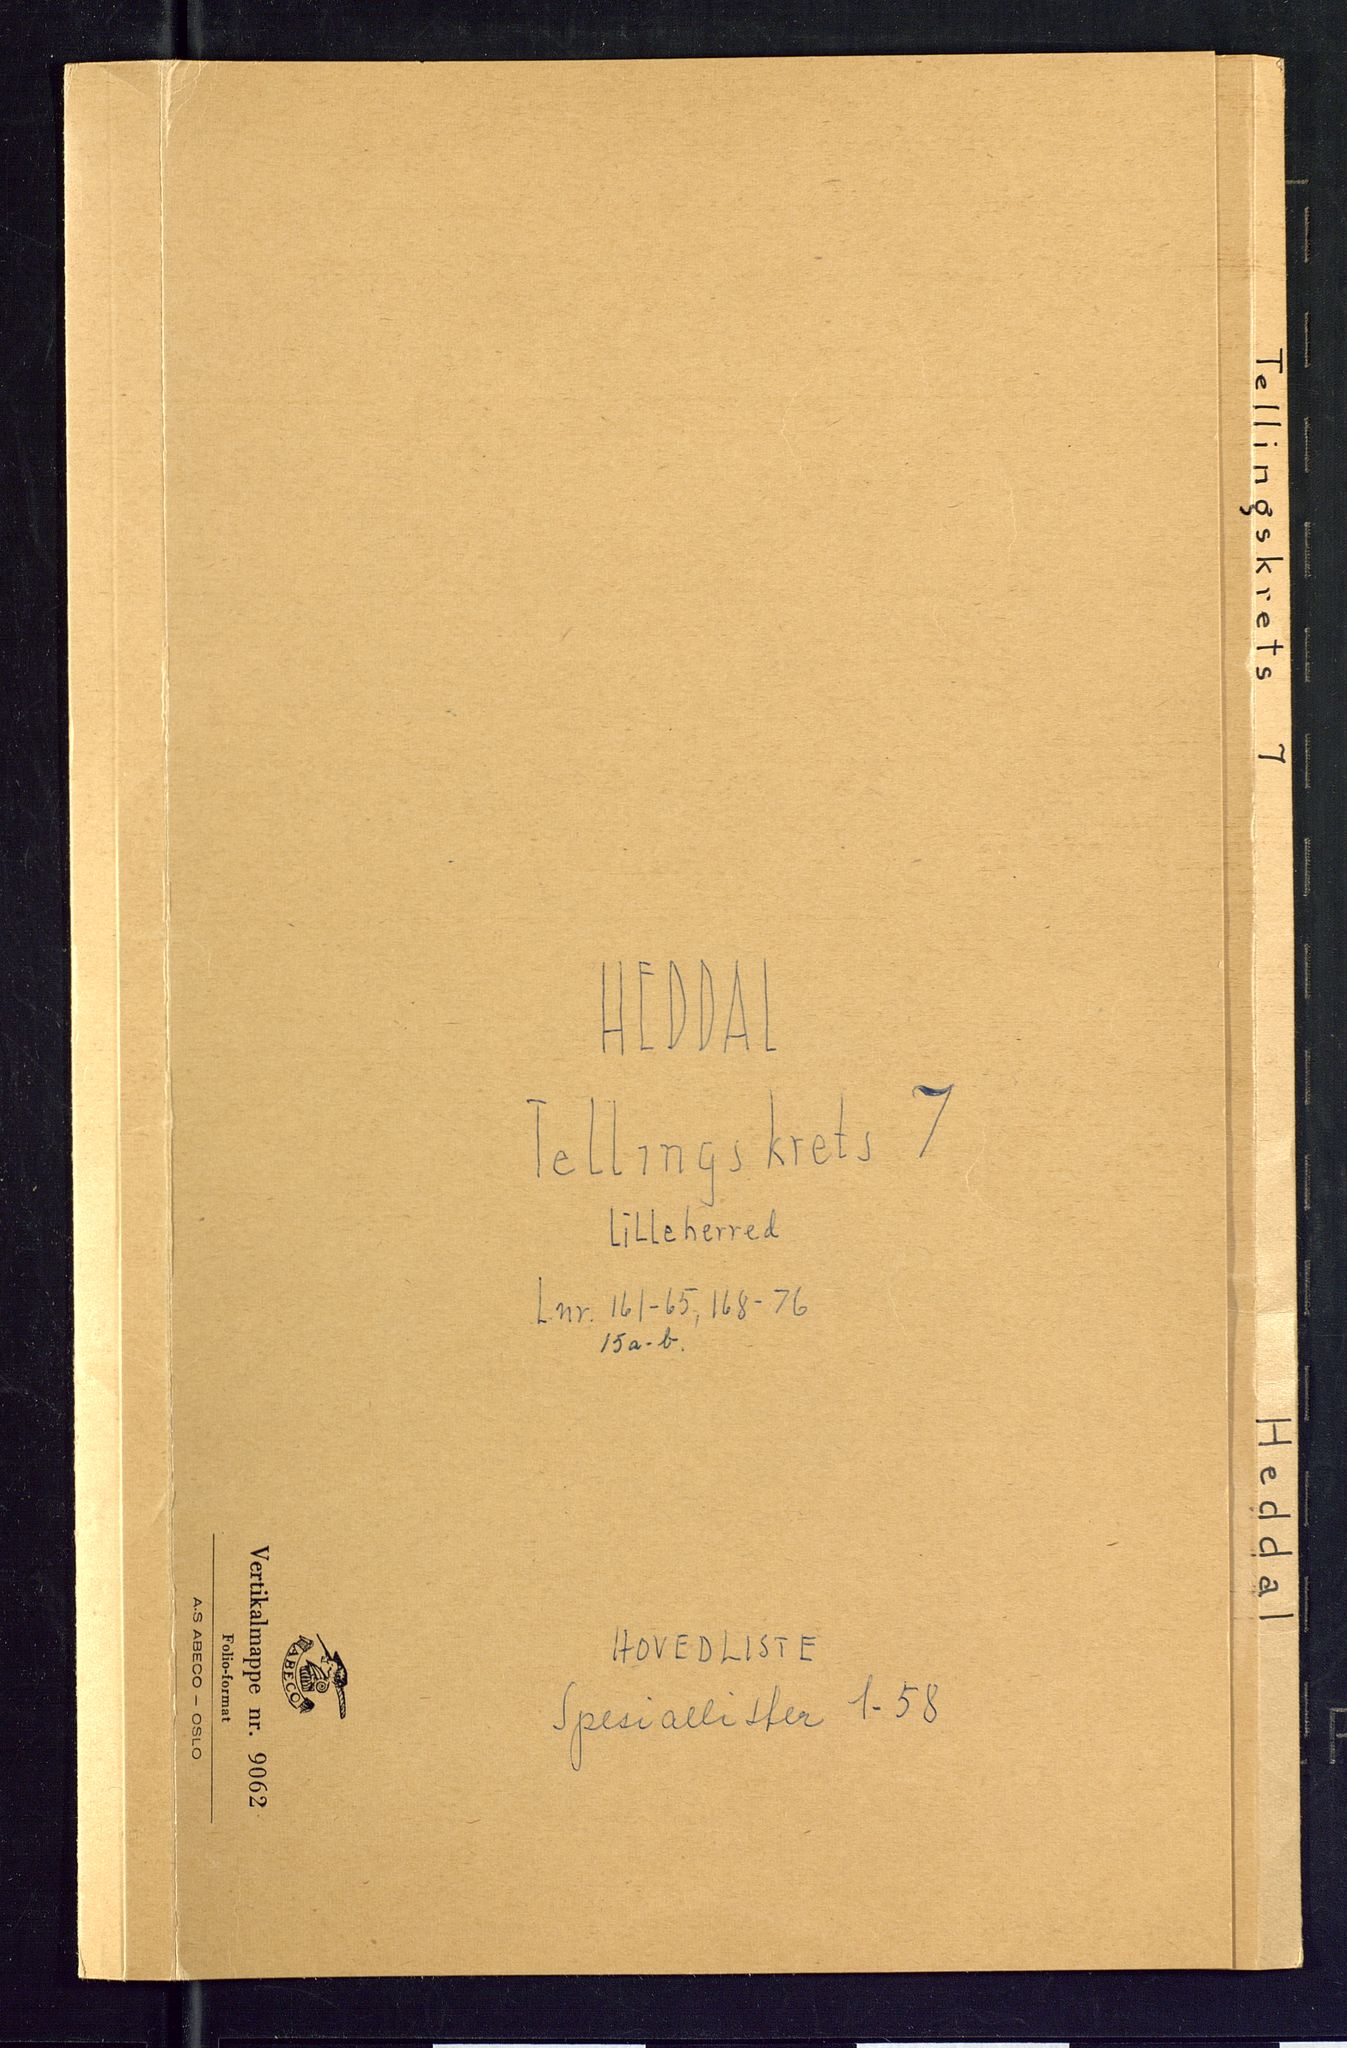 HEDDAL
Tellingskrets 7
Lilleherred
Lnr. 161-65, 168-76
15a-b.
HOVEDLISTE
Spesiallister 1-58
Tellingskrets 7
Heddal
ABECO
Vertikalmappe nr. 9062
Folio-format
A.S ABECO – OSLO